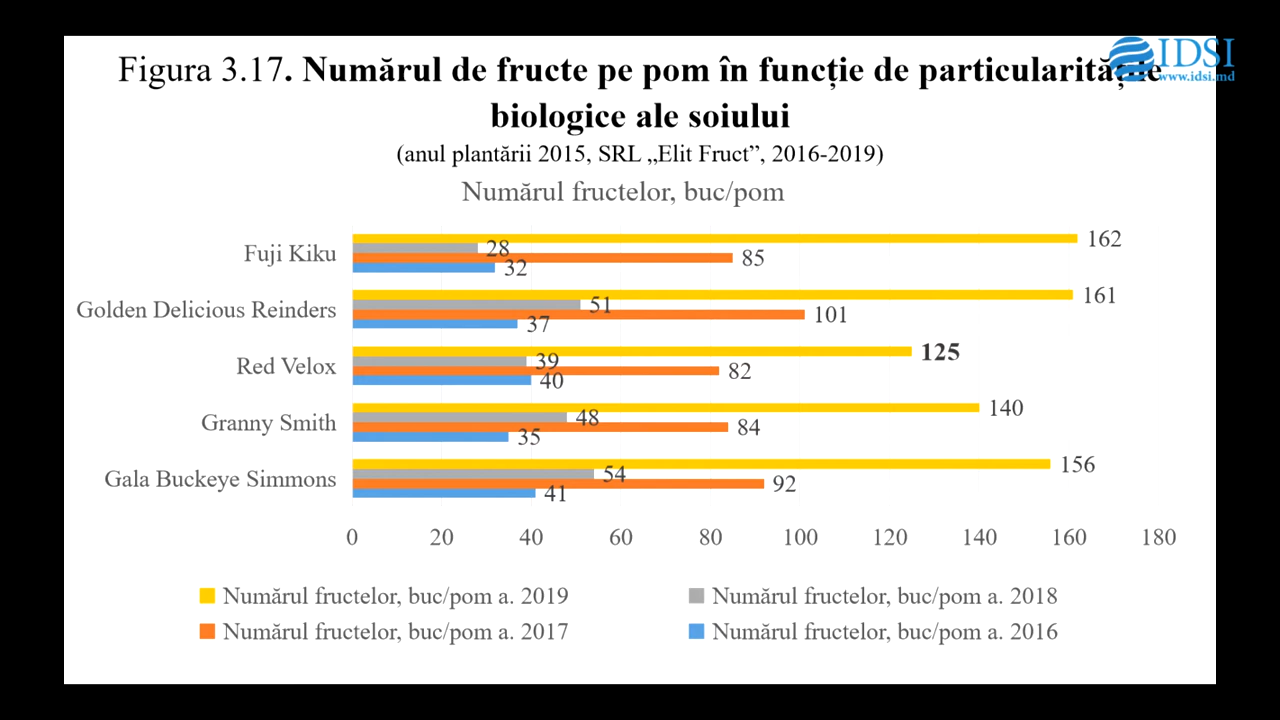 IDSI
www.idsi.md
Figura 3.17. Numărul de fructe pe pom în funcție de particularitățile
biologice ale soiului
(anul plantării 2015, SRL „Elit Fruct”, 2016-2019)
Numărul fructelor, buc/pom
Fuji Kiku
162
28
85
32
Golden Delicious Reinders
161
51
101
37
Red Velox
125
39
82
40
Granny Smith
140
48
84
35
Gala Buckeye Simmons
156
54
92
41
0 20 40 60 80 100 120 140 160 180
Numărul fructelor, buc/pom a. 2019
Numărul fructelor, buc/pom a. 2018
Numărul fructelor, buc/pom a. 2017
Numărul fructelor, buc/pom a. 2016